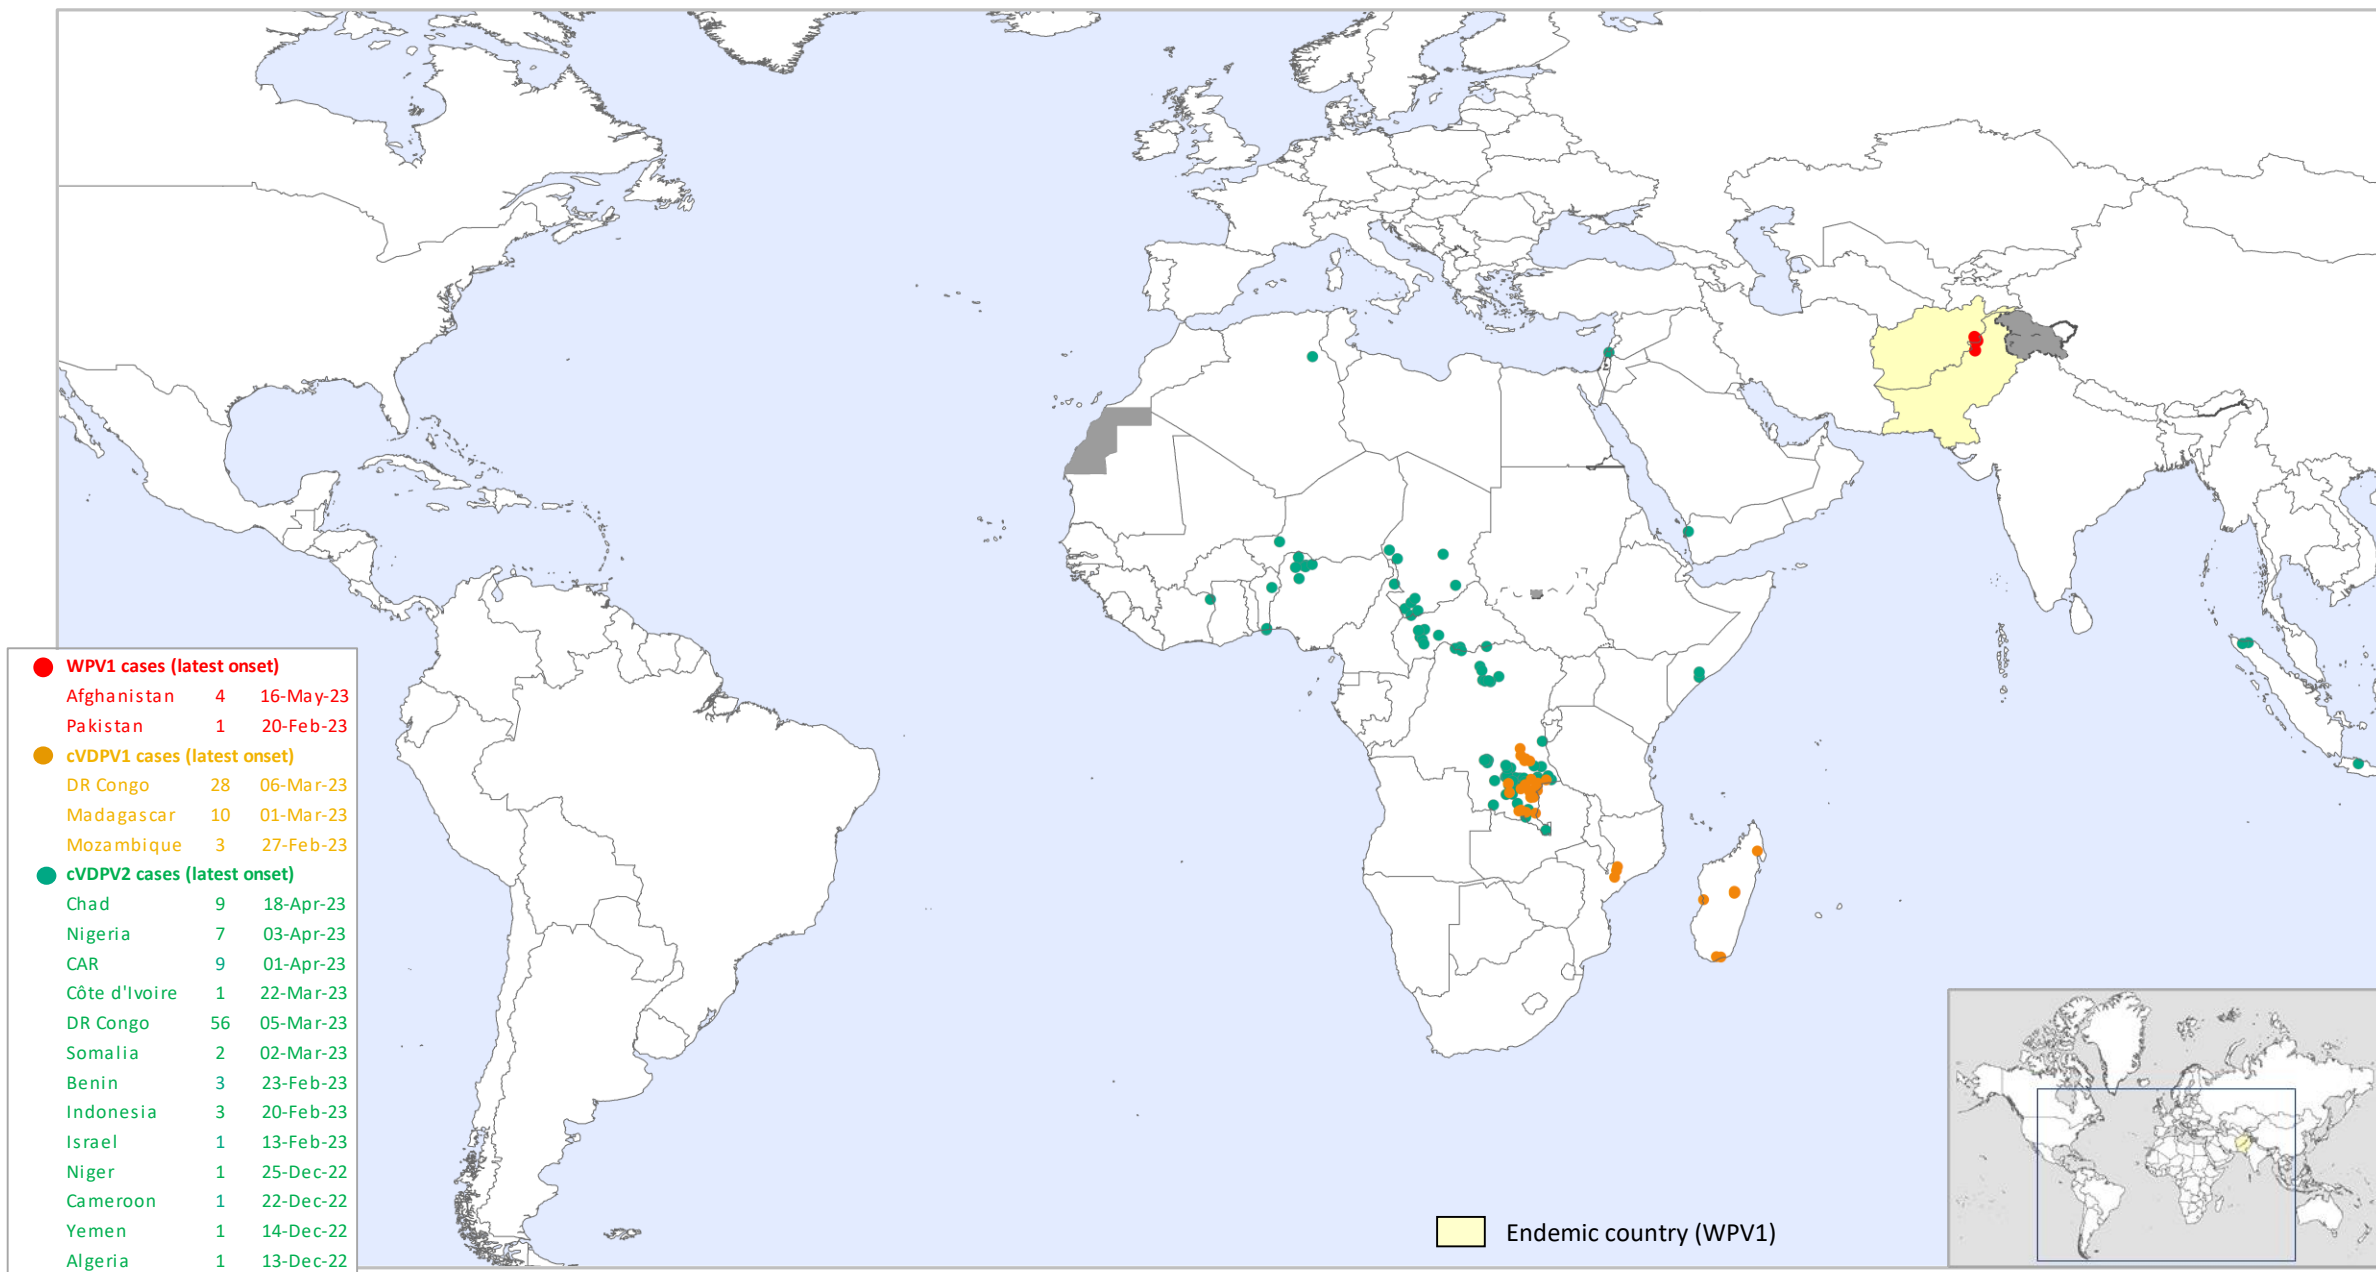 WPV1 cases (latest onset)
Afghanistan 4 16-May-23
Pakistan 1 20-Feb-23
cVDPV1 cases (latest onset)
DR Congo 28 06-Mar-23
Madagascar 10 01-Mar-23
Mozambique 3 27-Feb-23
cVDPV2 cases (latest onset)
Chad 9 18-Apr-23
Nigeria 7 03-Apr-23
CAR 9 01-Apr-23
Côte d'Ivoire 1 22-Mar-23
DR Congo 56 05-Mar-23
Somalia 2 02-Mar-23
Benin 3 23-Feb-23
Indonesia 3 20-Feb-23
Israel 1 13-Feb-23
Niger 1 25-Dec-22
Cameroon 1 22-Dec-22
Yemen 1 14-Dec-22
Algeria 1 13-Dec-22
Endemic country (WPV1)